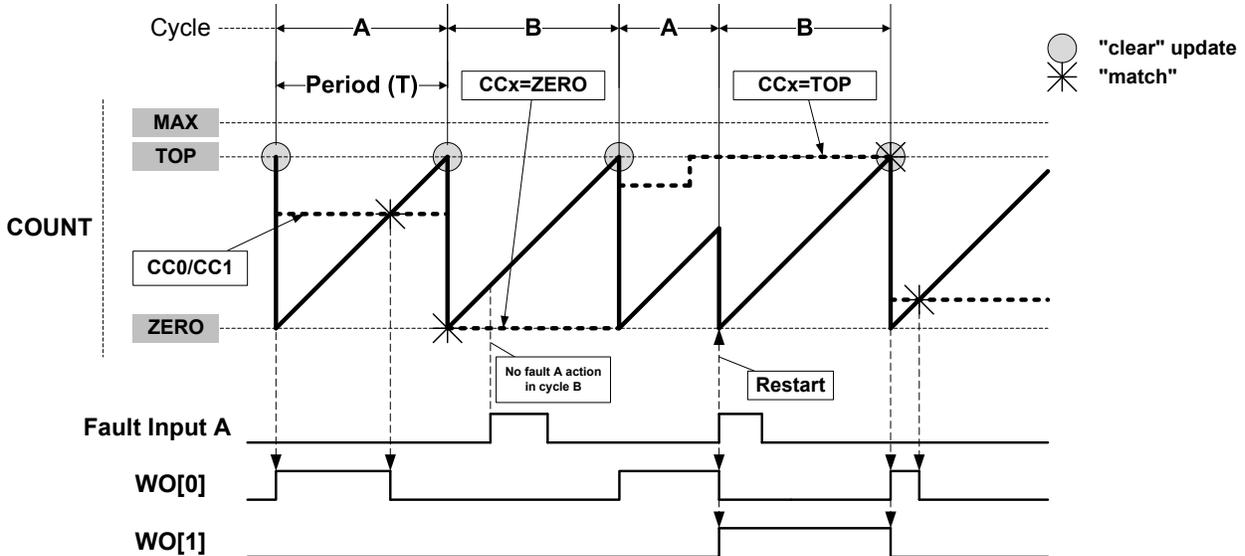 Cycle A B A B
"clear" update
"match"
Period (T)
CCx=ZERO
CCx=TOP
MAX
TOP
COUNT
CC0/CC1
ZERO
No fault A action
in cycle B
Restart
Fault Input A
WO[0]
WO[1]